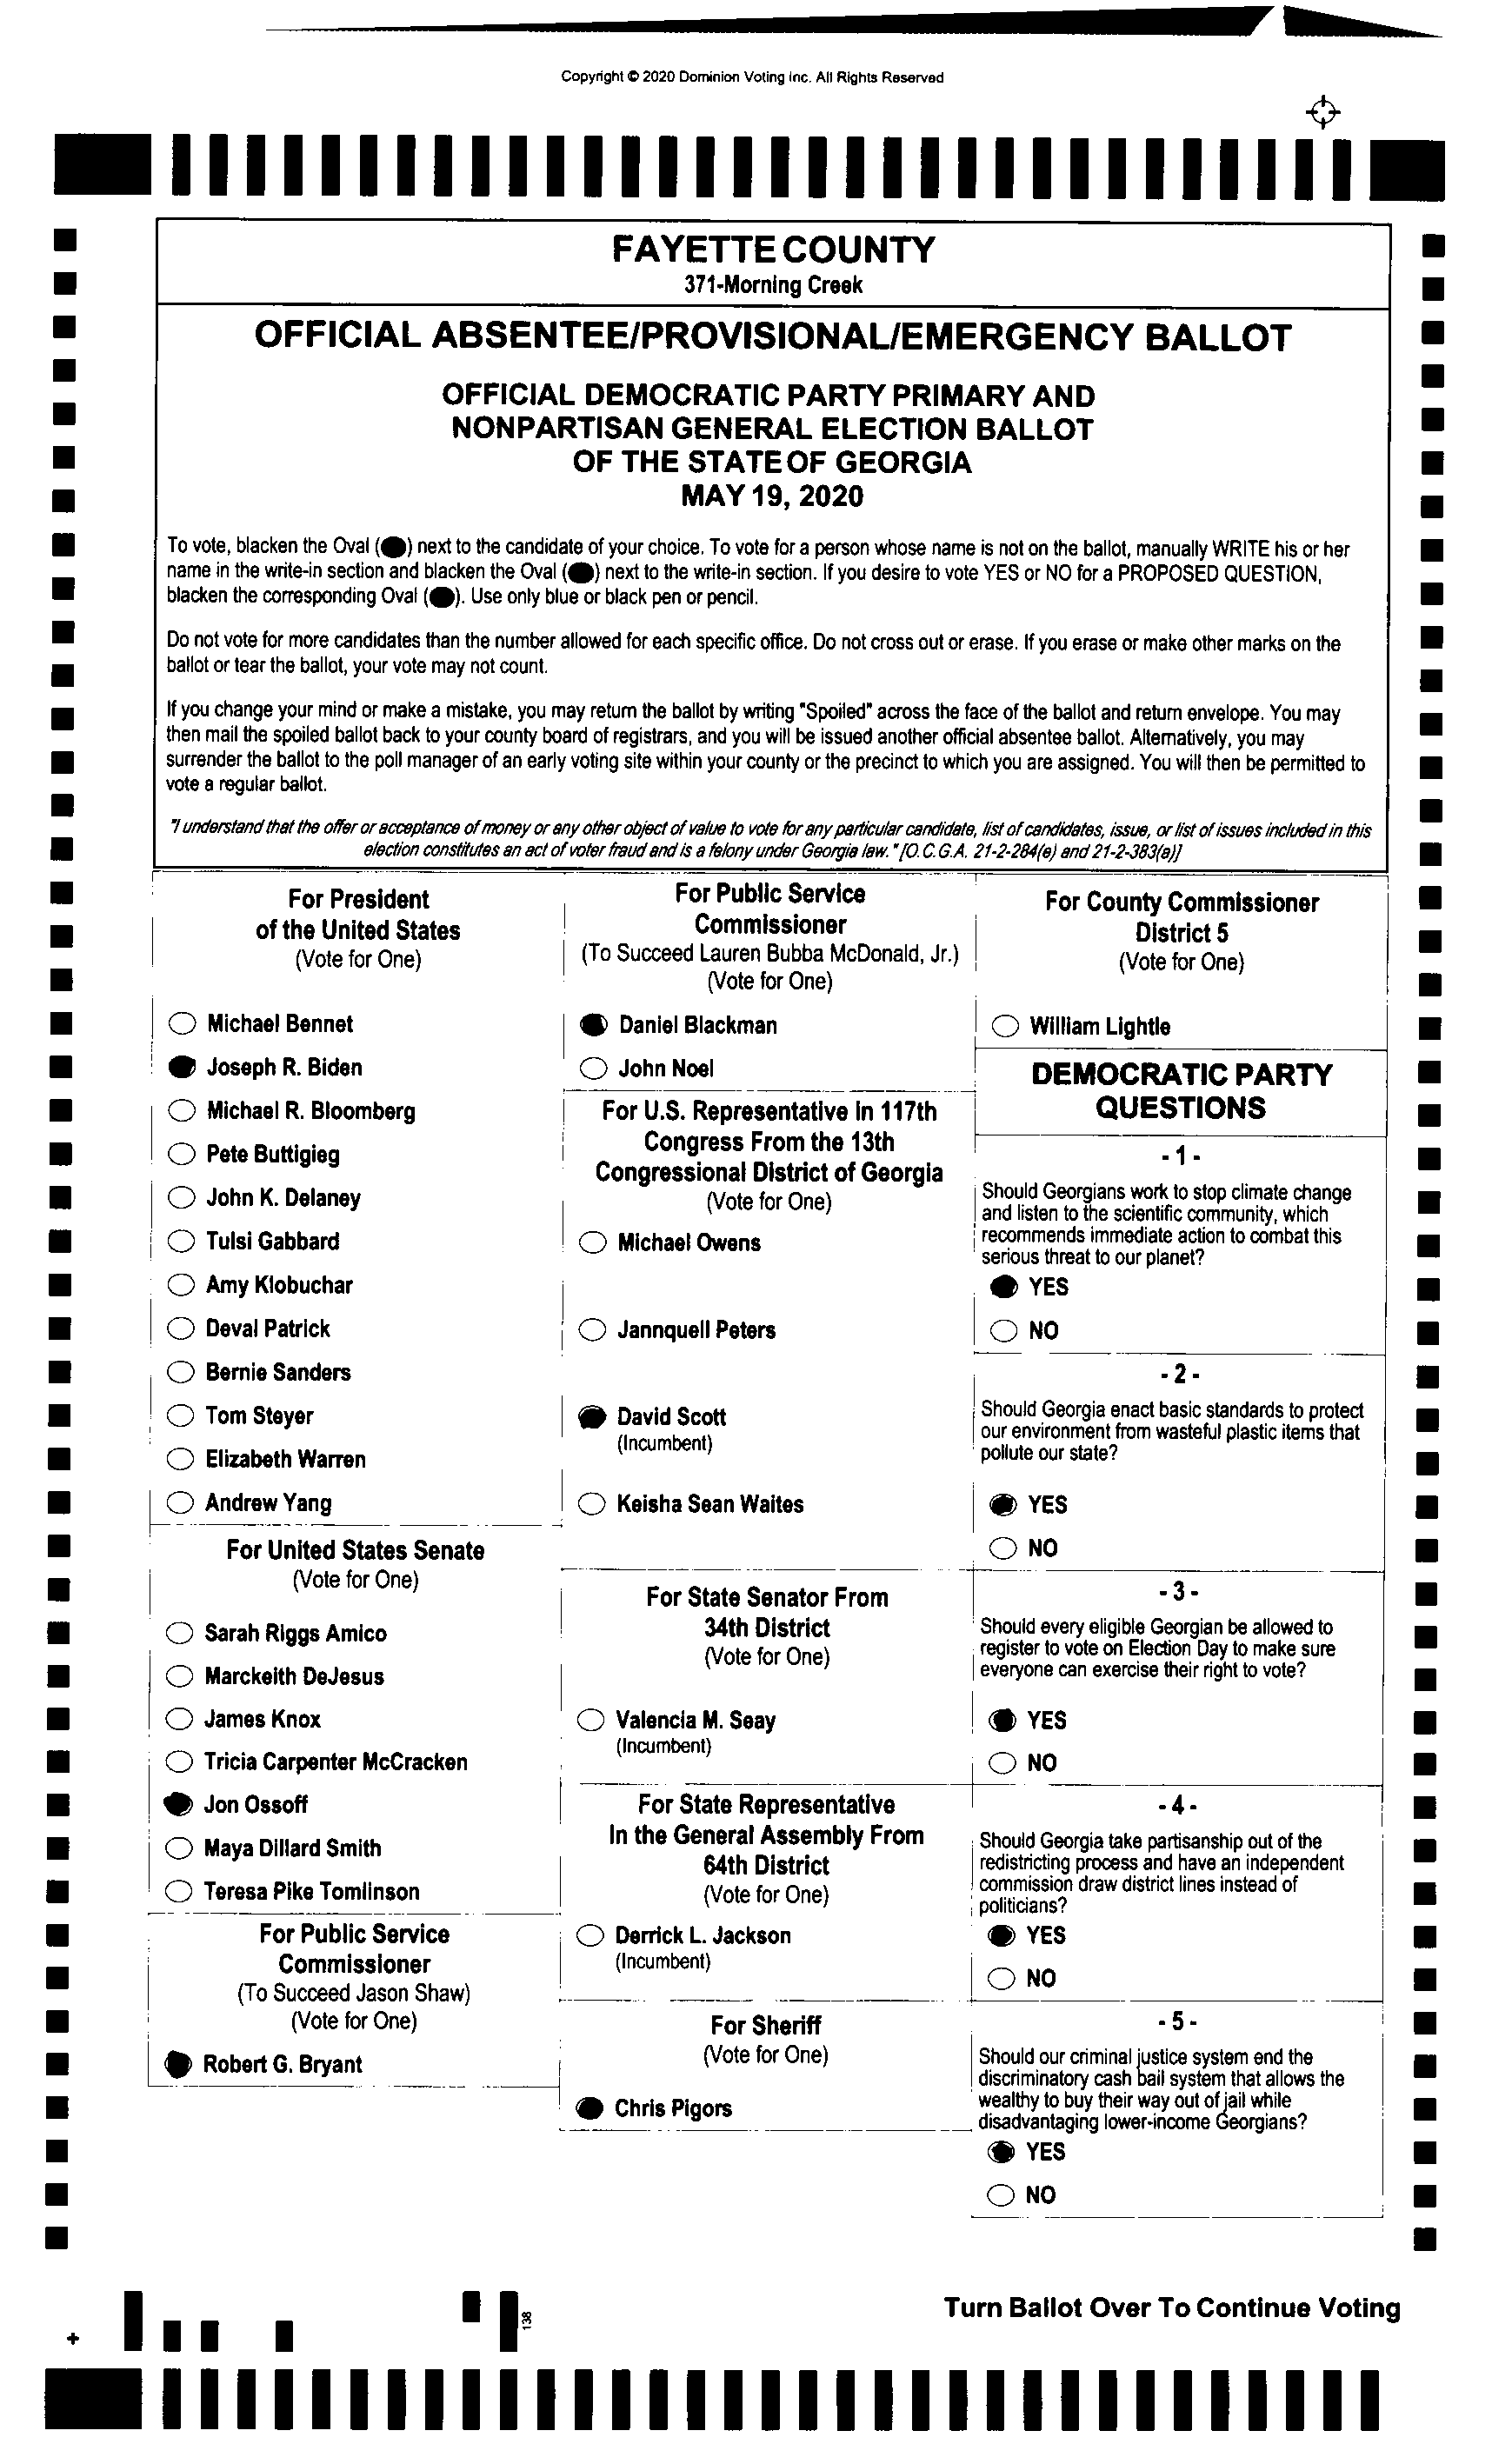 Copyright © 2020 Dominion Voting Inc. All Rights Reserved
FAYETTE COUNTY
371-Morning Creek
OFFICIAL ABSENTEE/PROVISIONAL/EMERGENCY BALLOT
OFFICIAL DEMOCRATIC PARTY PRIMARY AND
NONPARTISAN GENERAL ELECTION BALLOT
OF THE STATE OF GEORGIA
MAY 19, 2020
To vote, blacken the Oval (⬬) next to the candidate of your choice. To vote for a person whose name is not on the ballot, manually WRITE his or her
name in the write-in section and blacken the Oval (⬬) next to the write-in section. If you desire to vote YES or NO for a PROPOSED QUESTION,
blacken the corresponding Oval (⬬). Use only blue or black pen or pencil.
Do not vote for more candidates than the number allowed for each specific office. Do not cross out or erase. If you erase or make other marks on the
ballot or tear the ballot, your vote may not count.
If you change your mind or make a mistake, you may return the ballot by writing "Spoiled" across the face of the ballot and return envelope. You may
then mail the spoiled ballot back to your county board of registrars, and you will be issued another official absentee ballot. Alternatively, you may
surrender the ballot to the poll manager of an early voting site within your county or the precinct to which you are assigned. You will then be permitted to
vote a regular ballot.
"I understand that the offer or acceptance of money or any other object of value to vote for any particular candidate, list of candidates, issue, or list of issues included in this
election constitutes an act of voter fraud and is a felony under Georgia law." [O.C.G.A. 21-2-284(e) and 21-2-383(a)]
For President
of the United States
(Vote for One)
Michael Bennet
Joseph R. Biden
Michael R. Bloomberg
Pete Buttigieg
John K. Delaney
Tulsi Gabbard
Amy Klobuchar
Deval Patrick
Bernie Sanders
Tom Steyer
Elizabeth Warren
Andrew Yang
For United States Senate
(Vote for One)
Sarah Riggs Amico
Marckeith DeJesus
James Knox
Tricia Carpenter McCracken
Jon Ossoff
Maya Dillard Smith
Teresa Pike Tomlinson
For Public Service
Commissioner
(To Succeed Jason Shaw)
(Vote for One)
Robert G. Bryant
For Public Service
Commissioner
(To Succeed Lauren Bubba McDonald, Jr.)
(Vote for One)
Daniel Blackman
John Noel
For U.S. Representative in 117th
Congress From the 13th
Congressional District of Georgia
(Vote for One)
Michael Owens
Jannquell Peters
David Scott
(Incumbent)
Keisha Sean Waites
For State Senator From
34th District
(Vote for One)
Valencia M. Seay
(Incumbent)
For State Representative
In the General Assembly From
64th District
(Vote for One)
Derrick L. Jackson
(Incumbent)
For Sheriff
(Vote for One)
Chris Pigors
For County Commissioner
District 5
(Vote for One)
William Lightle
DEMOCRATIC PARTY
QUESTIONS
- 1 -
Should Georgians work to stop climate change
and listen to the scientific community, which
recommends immediate action to combat this
serious threat to our planet?
YES
NO
- 2 -
Should Georgia enact basic standards to protect
our environment from wasteful plastic items that
pollute our state?
YES
NO
- 3 -
Should every eligible Georgian be allowed to
register to vote on Election Day to make sure
everyone can exercise their right to vote?
YES
NO
- 4 -
Should Georgia take partisanship out of the
redistricting process and have an independent
commission draw district lines instead of
politicians?
YES
NO
- 5 -
Should our criminal justice system end the
discriminatory cash bail system that allows the
wealthy to buy their way out of jail while
disadvantaging lower-income Georgians?
YES
NO
138
Turn Ballot Over To Continue Voting